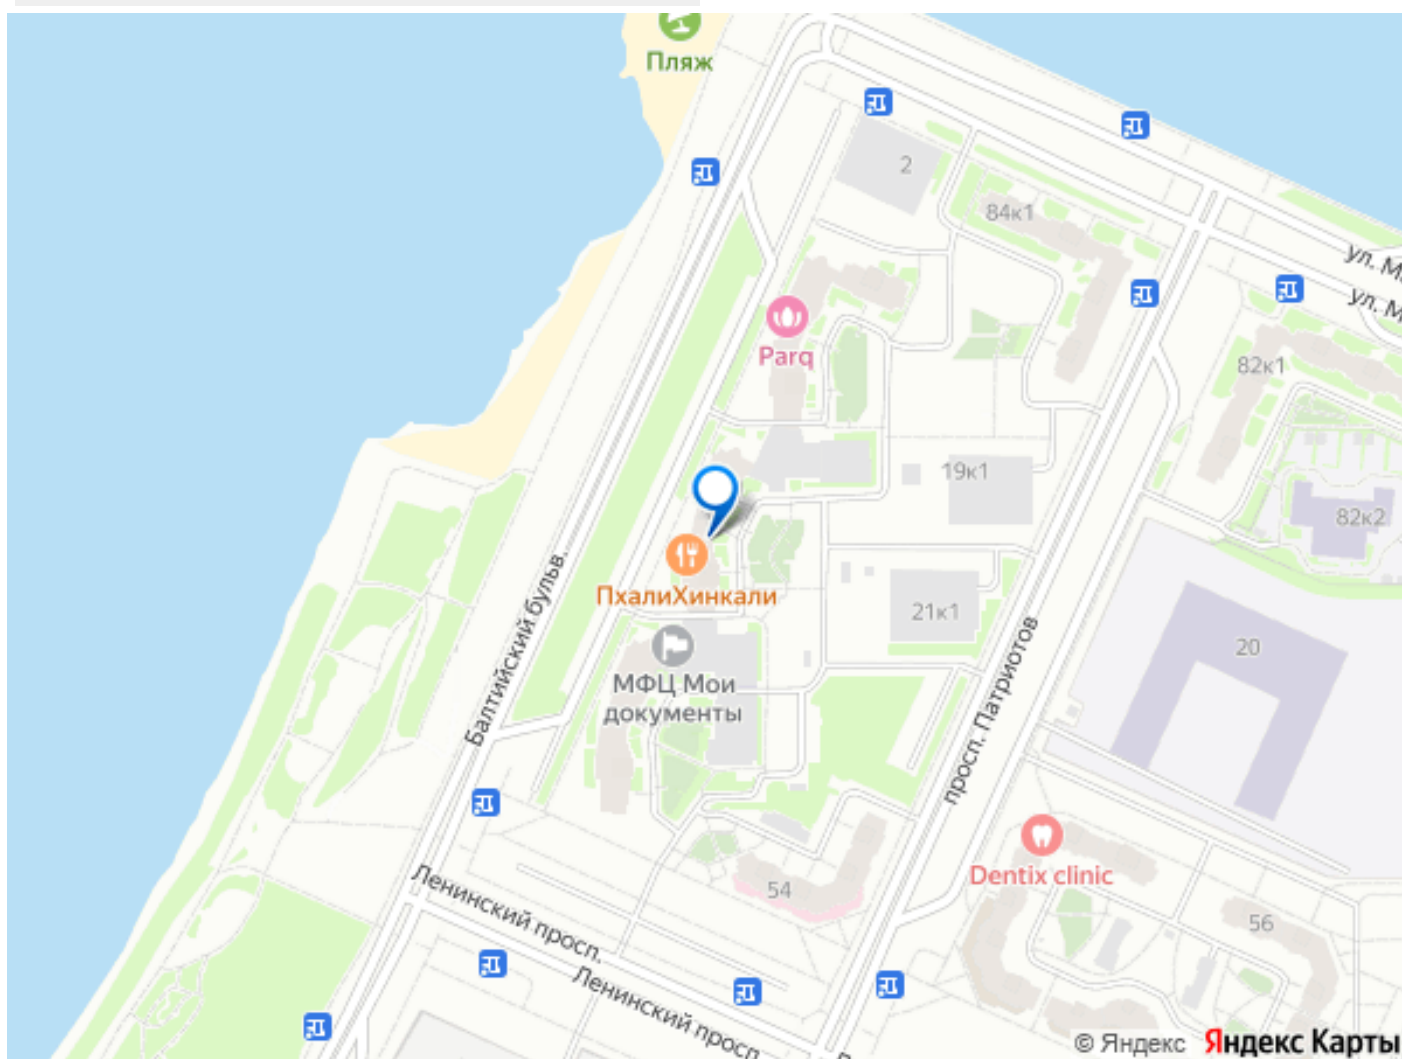 Пляж
2
84к1
ул. М
ул. М
Parq
82к1
19к1
82к2
ПхалиХинкали
21к1
Балтийский бульв.
просп. Патриотов
20
МФЦ Мои
документы
Dentix clinic
54
56
Ленинский просп.
Ленинский просп.
© Яндекс Яндекс Карты